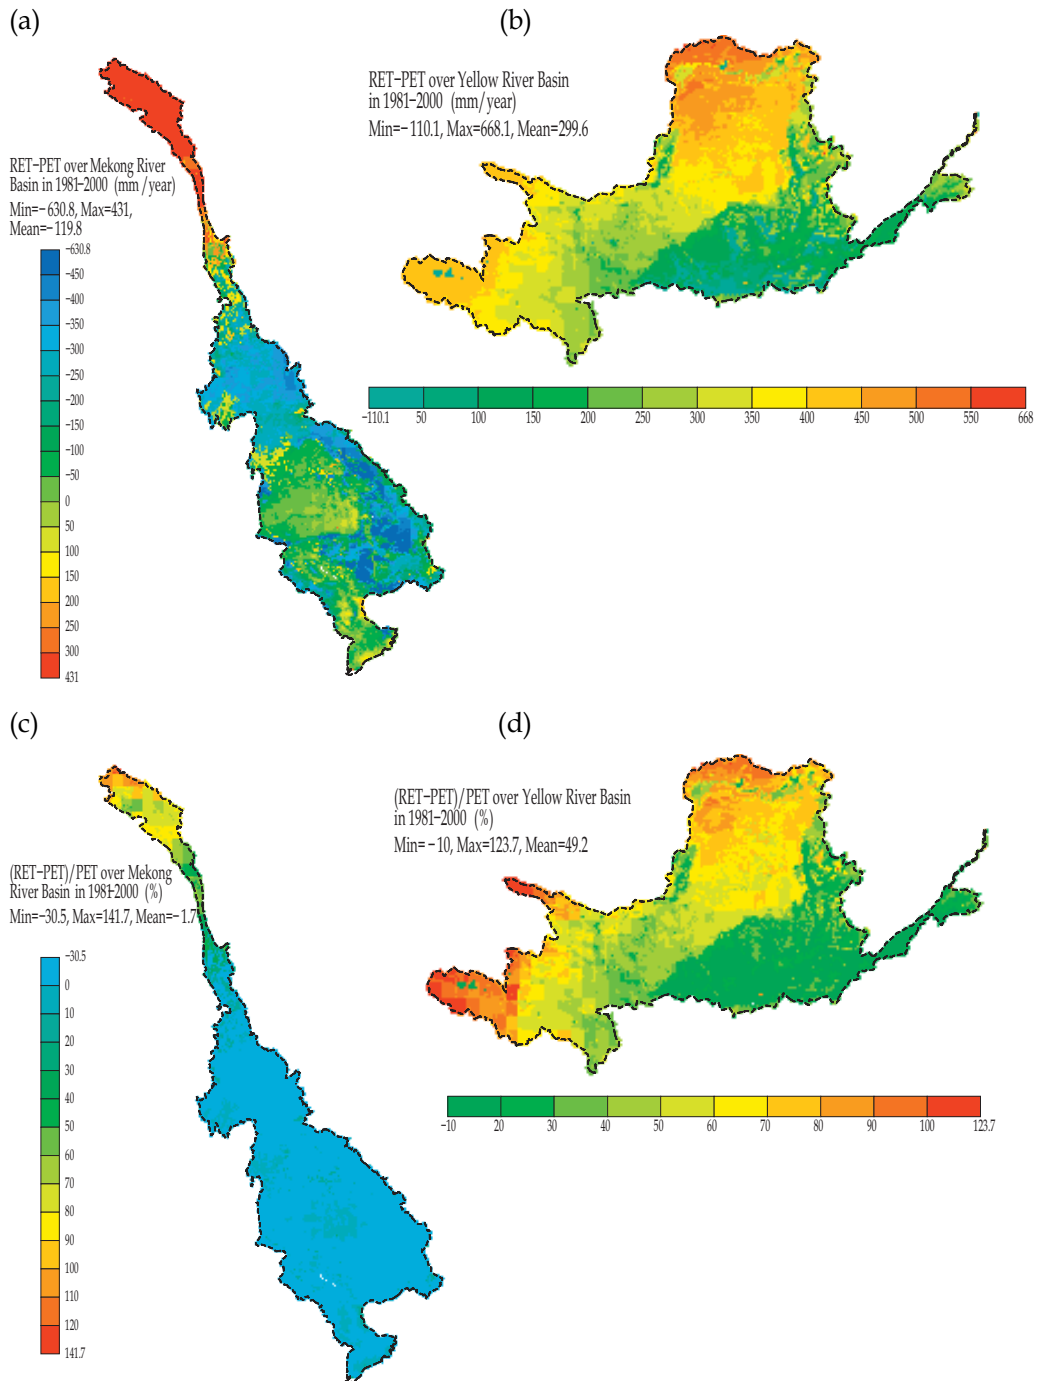 (a)
(b)
RET-PET over Yellow River Basin
in 1981-2000 (mm/year)
Min=-110.1, Max=668.1, Mean=299.6
RET-PET over Mekong River
Basin in 1981-2000 (mm/year)
Min=-630.8, Max=431,
Mean=-119.8
-630.8
-450
-400
-350
-300
-250
-200
-150
-100
-50
0
50
100
150
200
250
300
431
-110.1 50 100 150 200 250 300 350 400 450 500 550 668
(c)
(d)
(RET-PET)/PET over Yellow River Basin
in 1981-2000 (%)
Min= -10, Max=123.7, Mean=49.2
(RET-PET)/PET over Mekong
River Basin in 1981-2000 (%)
Min=-30.5, Max=141.7, Mean=-1.7
-30.5
0
10
20
30
40
50
60
70
80
90
100
110
120
141.7
-10 20 30 40 50 60 70 80 90 100 123.7